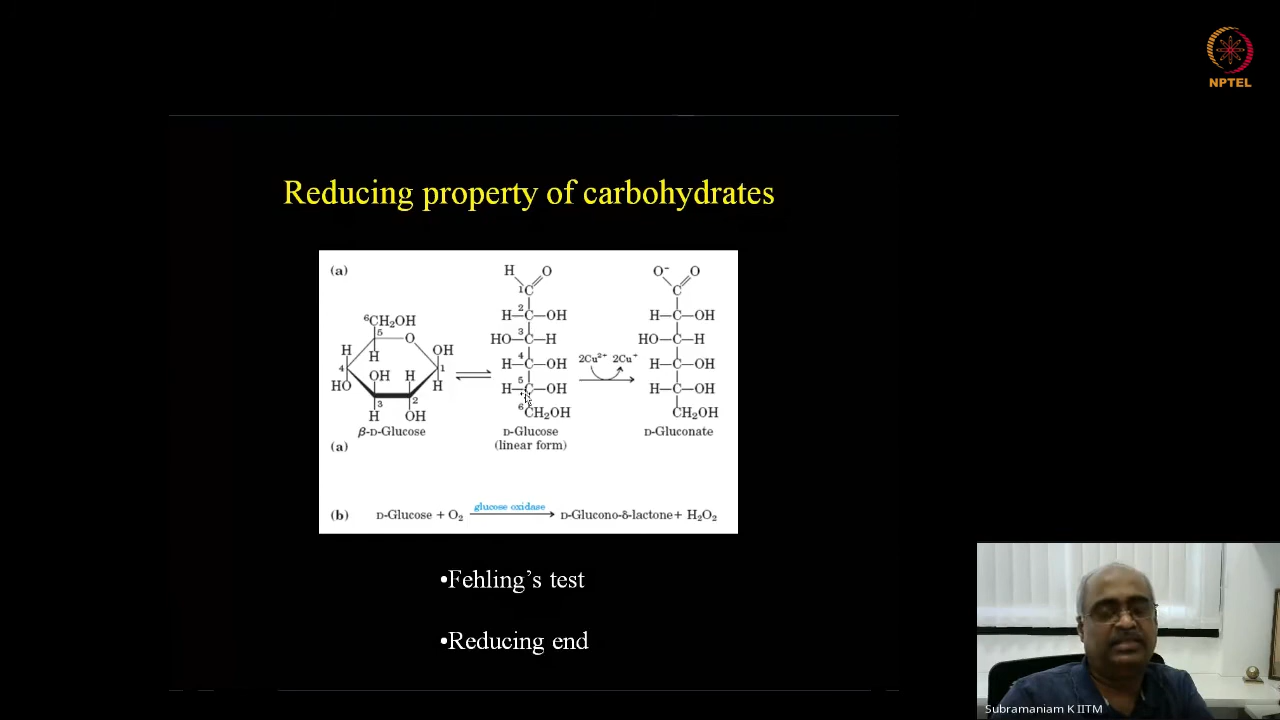 NPTEL
Reducing property of carbohydrates
(a)
⁶CH₂OH
5
O
H
H
OH
4
OH
H
1
HO
H
3
2
H
OH
β-D-Glucose
(a)
H
O
¹C
2
H–C–OH
3
HO–C–H
4
H–C–OH
5
H–C–OH
⁶CH₂OH
D-Glucose
(linear form)
2Cu²⁺ 2Cu⁺
O⁻
O
C
H–C–OH
HO–C–H
H–C–OH
H–C–OH
CH₂OH
D-Gluconate
(b) D-Glucose + O₂ glucose oxidase D-Glucono-δ-lactone+ H₂O₂
•Fehling’s test
•Reducing end
Subramaniam K IITM